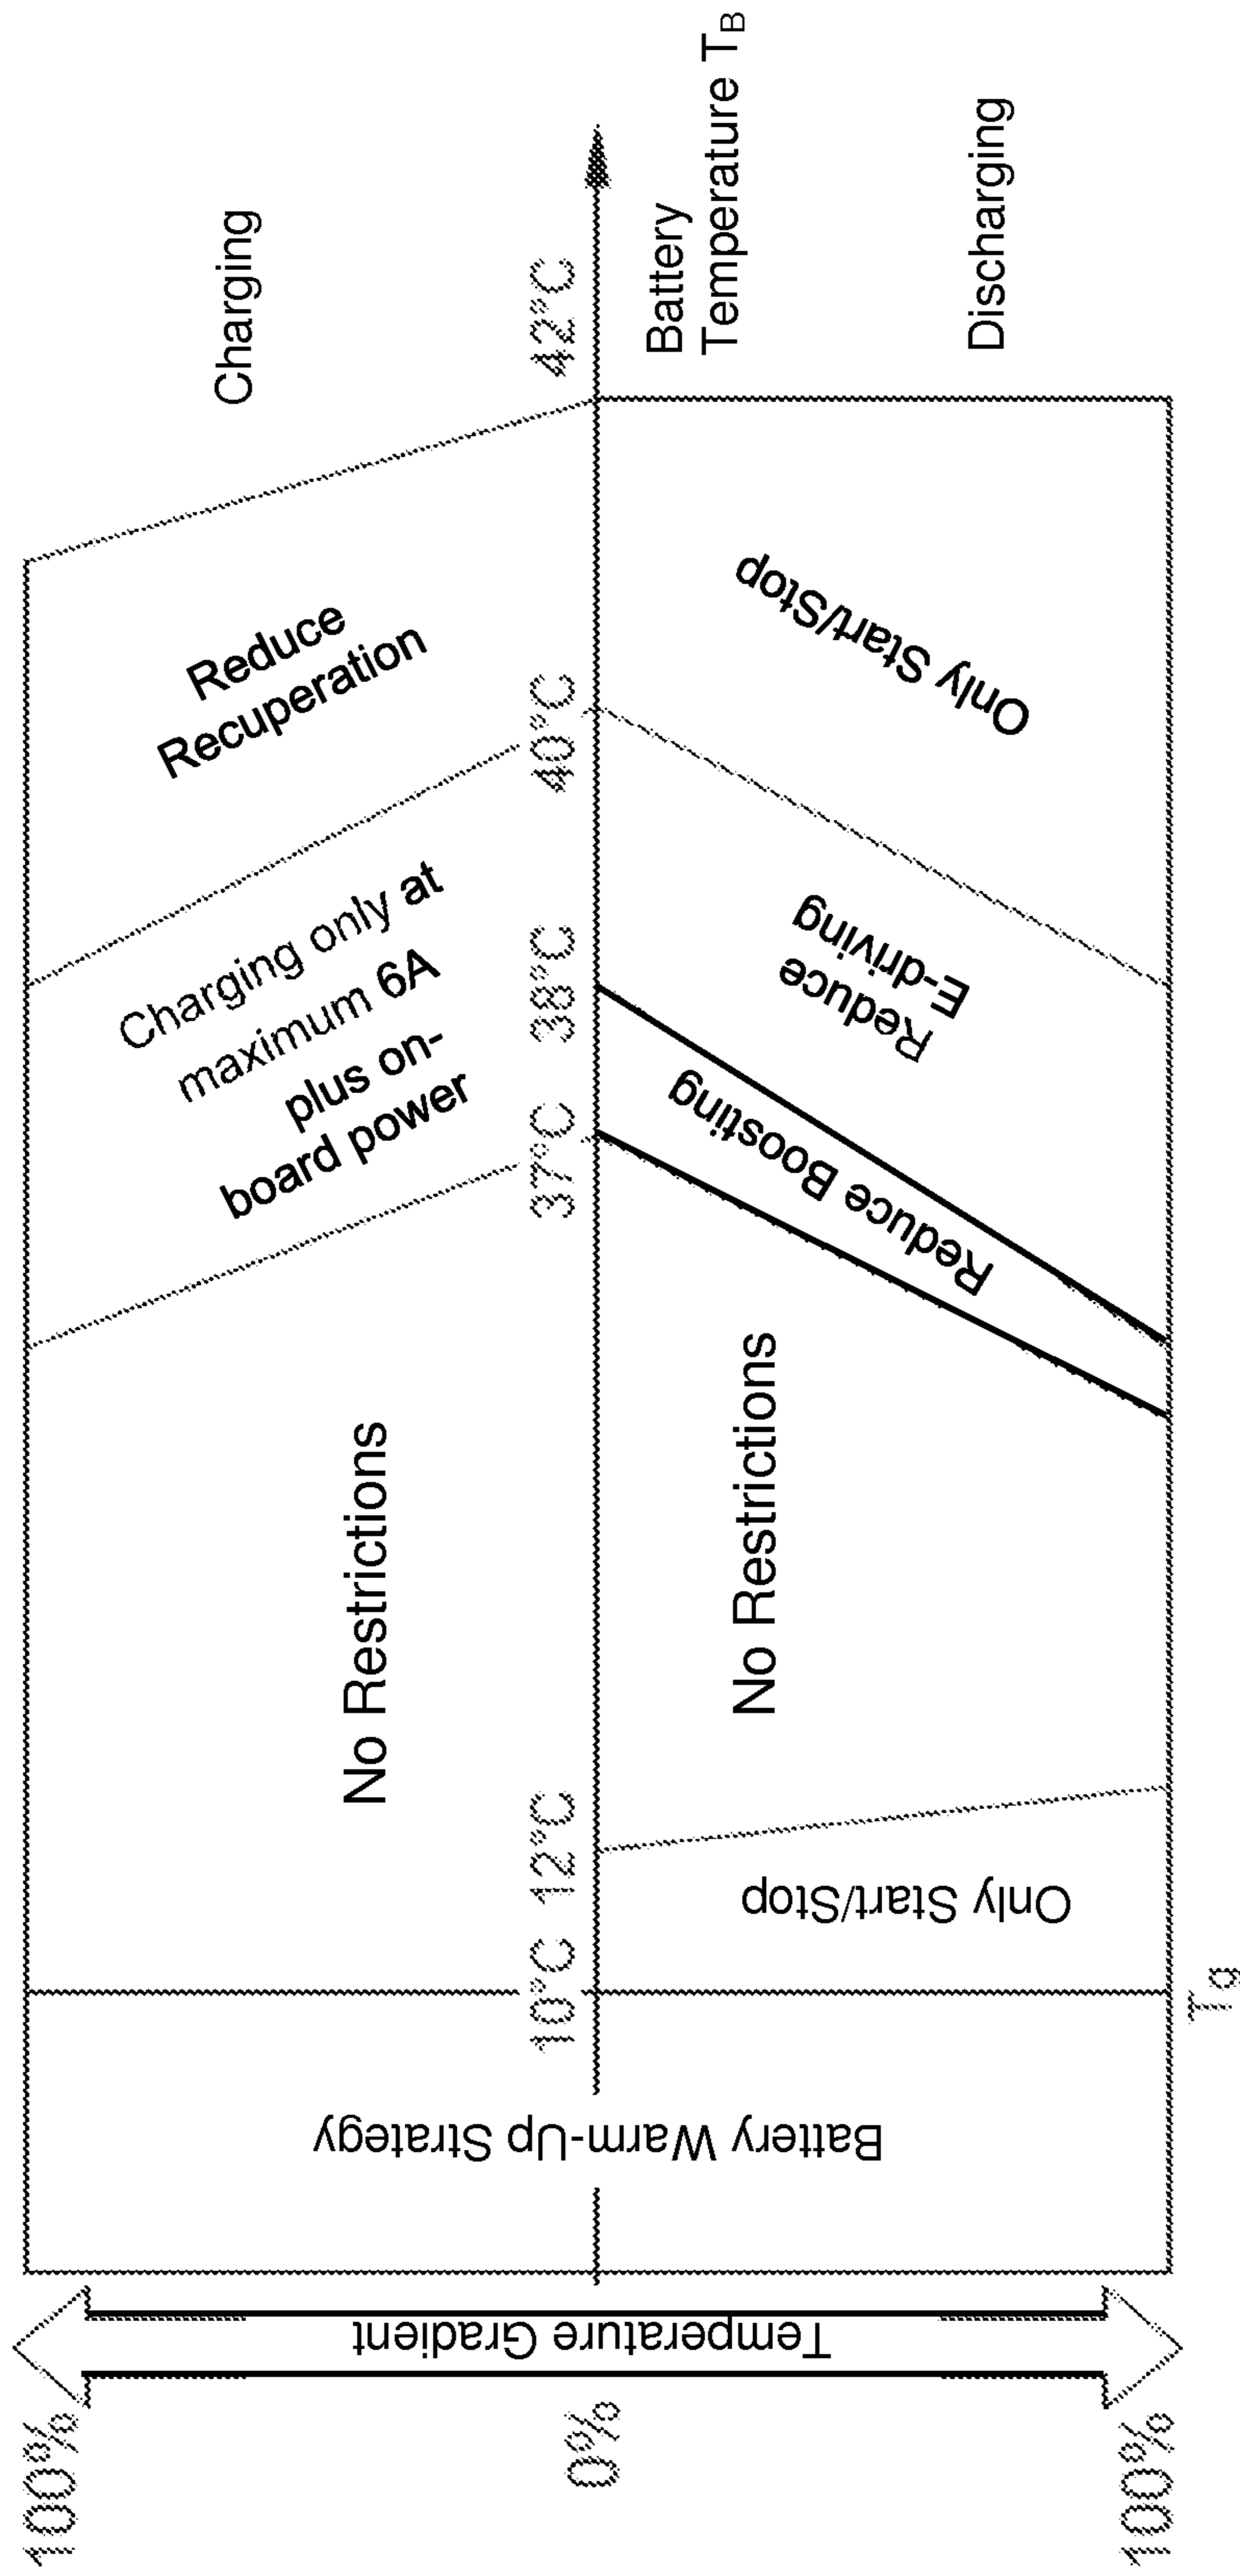 Charging
Reduce
Recuperation
Charging only at
maximum 6A
plus on-
board power
No Restrictions
100%
Temperature Gradient
0%
Battery Warm-Up Strategy
10°C
12°C
37°C
38°C
40°C
42°C
Battery
Temperature TB
Only Start/Stop
No Restrictions
Reduce Boosting
Reduce
E-driving
Only Start/Stop
Discharging
100%
Tg